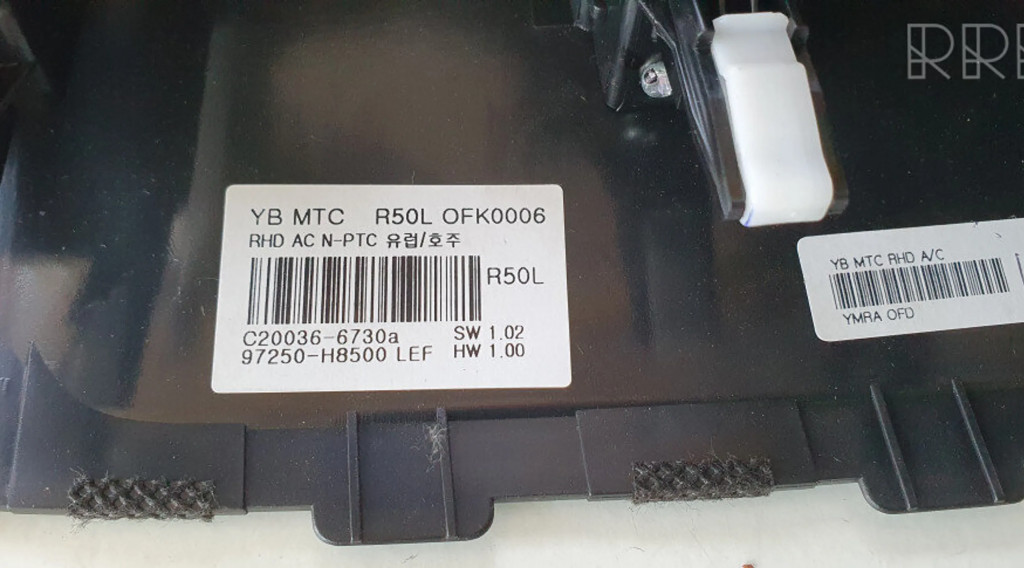 YB MTC R50L OFK0006
RHD AC N-PTC 유럽/호주
R50L
C20036-6730a SW 1.02
97250-H8500 LEF HW 1.00
YB MTC RHD A/C
YMRA OFD